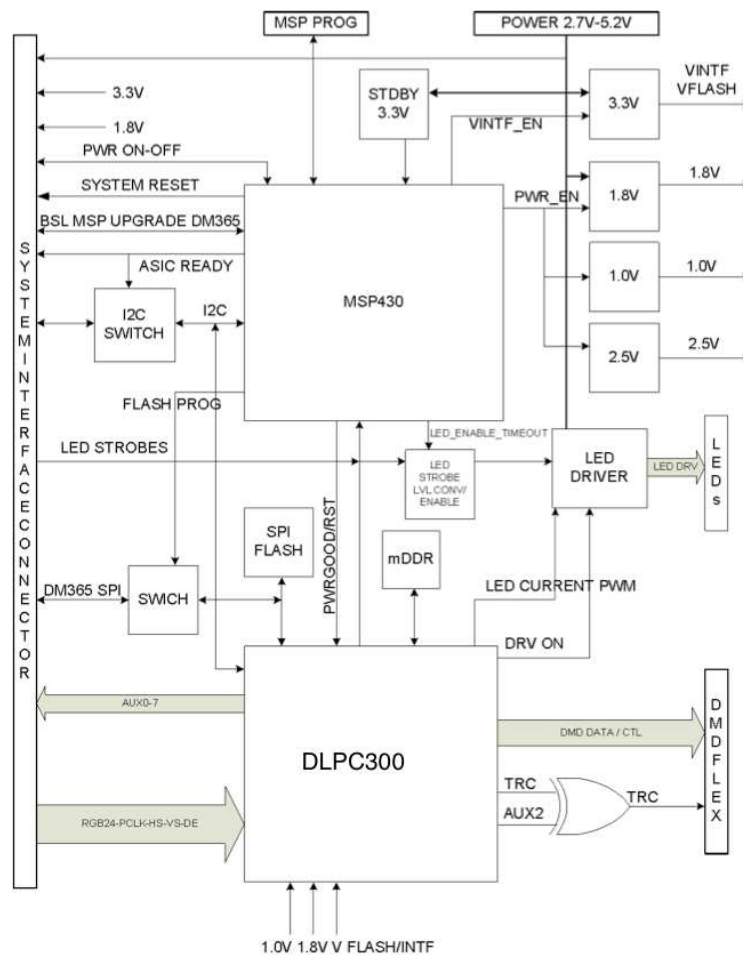 MSP PROG
POWER 2.7V-5.2V
3.3V
1.8V
PWR ON-OFF
SYSTEM RESET
BSL MSP UPGRADE DM365
ASIC READY
I2C
SWITCH
I2C
FLASH PROG
LED STROBES
STDBY
3.3V
VINTF_EN
PWR_EN
MSP430
3.3V
1.8V
1.0V
2.5V
VINTF
VFLASH
1.8V
1.0V
2.5V
SYSTEMINTERFACECONNECTOR
LED_ENABLE_TIMEOUT
LED
STROBE
LVL CONV/
ENABLE
LED
DRIVER
LED DRV
LEDs
SPI
FLASH
PWRGOOD/RST
mDDR
LED CURRENT PWM
DRV ON
DM365 SPI
SWICH
AUX0-7
RGB24-PCLK-HS-VS-DE
DLPC300
DMD DATA / CTL
TRC
AUX2
TRC
DMDFLEX
1.0V 1.8V V FLASH/INTF